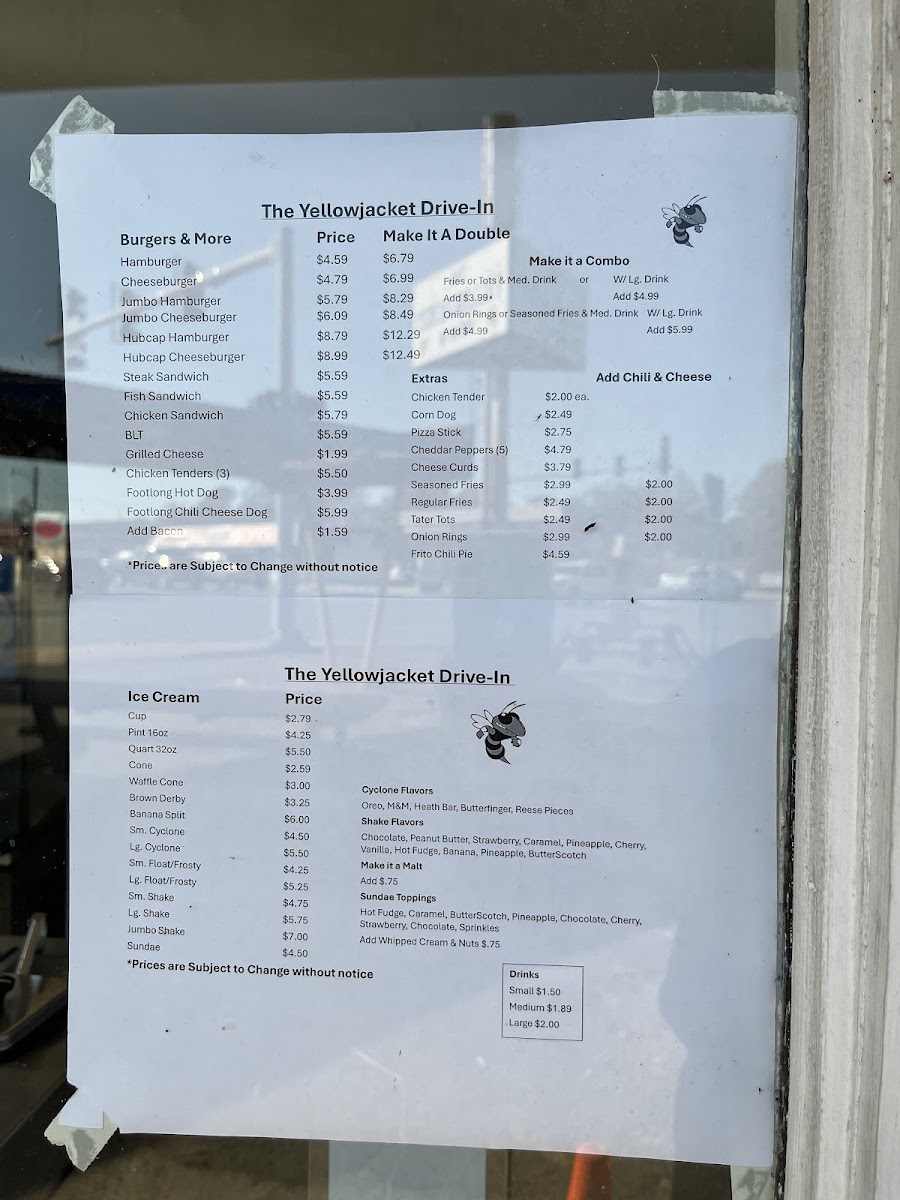 The Yellowjacket Drive-In
Burgers & More Price Make It A Double
Hamburger $4.59 $6.79
Cheeseburger $4.79 $6.99
Jumbo Hamburger $5.79 $8.29
Jumbo Cheeseburger $6.09 $8.49
Hubcap Hamburger $8.79 $12.29
Hubcap Cheeseburger $8.99 $12.49
Steak Sandwich $5.59
Fish Sandwich $5.59
Chicken Sandwich $5.79
BLT $5.59
Grilled Cheese $1.99
Chicken Tenders (3) $5.50
Footlong Hot Dog $3.99
Footlong Chili Cheese Dog $5.99
Add Bacon $1.59
*Prices are Subject to Change without notice
Make it a Combo
Fries or Tots & Med. Drink or W/ Lg. Drink
Add $3.99 Add $4.99
Onion Rings or Seasoned Fries & Med. Drink W/ Lg. Drink
Add $4.99 Add $5.99
Extras Add Chili & Cheese
Chicken Tender $2.00 ea.
Corn Dog $2.49
Pizza Stick $2.75
Cheddar Peppers (5) $4.79
Cheese Curds $3.79
Seasoned Fries $2.99 $2.00
Regular Fries $2.49 $2.00
Tater Tots $2.49 $2.00
Onion Rings $2.99 $2.00
Frito Chili Pie $4.59
The Yellowjacket Drive-In
Ice Cream Price
Cup $2.79
Pint 16oz $4.25
Quart 32oz $5.50
Cone $2.59
Waffle Cone $3.00
Brown Derby $3.25
Banana Split $6.00
Sm. Cyclone $4.50
Lg. Cyclone $5.50
Sm. Float/Frosty $4.25
Lg. Float/Frosty $5.25
Sm. Shake $4.75
Lg. Shake $5.75
Jumbo Shake $7.00
Sundae $4.50
*Prices are Subject to Change without notice
Cyclone Flavors
Oreo, M&M, Heath Bar, Butterfinger, Reese Pieces
Shake Flavors
Chocolate, Peanut Butter, Strawberry, Caramel, Pineapple, Cherry,
Vanilla, Hot Fudge, Banana, Pineapple, ButterScotch
Make it a Malt
Add $.75
Sundae Toppings
Hot Fudge, Caramel, ButterScotch, Pineapple, Chocolate, Cherry,
Strawberry, Chocolate, Sprinkles
Add Whipped Cream & Nuts $.75
Drinks
Small $1.50
Medium $1.89
Large $2.00